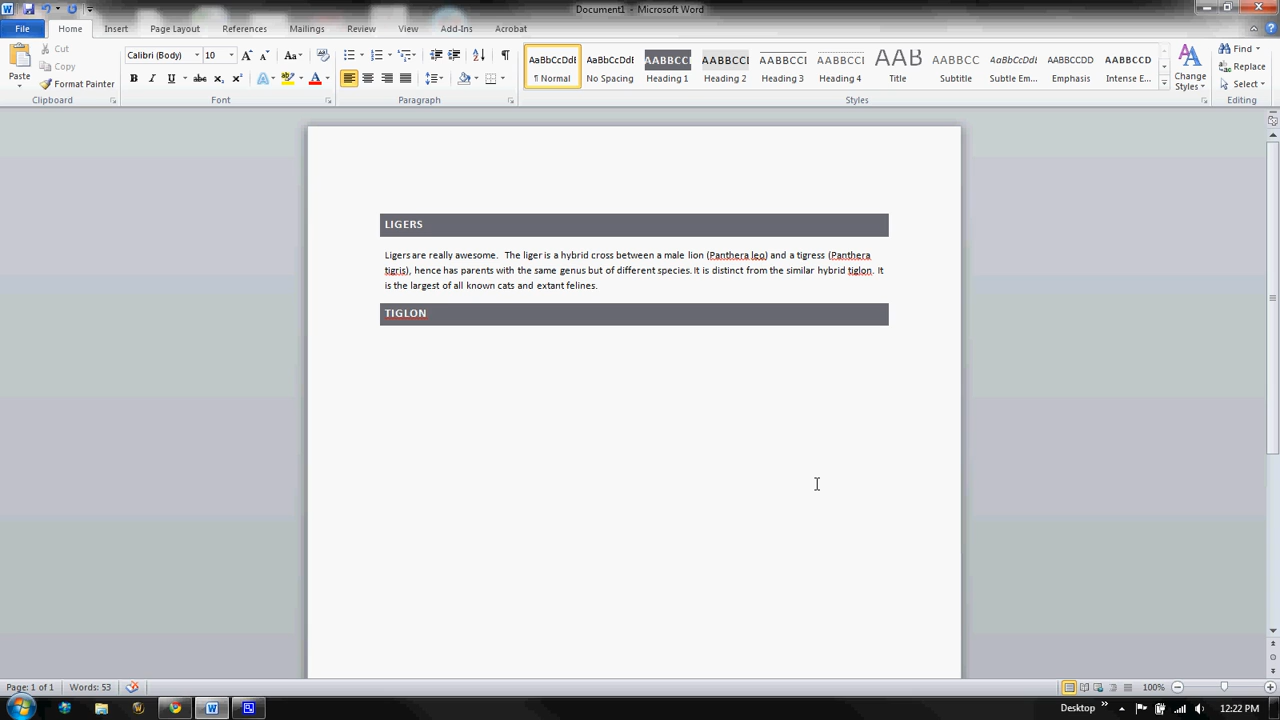 Document1 - Microsoft Word
File Home Insert Page Layout References Mailings Review View Add-Ins Acrobat
Paste
Cut
Copy
Format Painter
Clipboard
Calibri (Body) 10
Font
Paragraph
AaBbCcDdE ¶ Normal
AaBbCcDdE No Spacing
AABBCCI Heading 1
AABBCCI Heading 2
AABBCCI Heading 3
AABBCCI Heading 4
AAB Title
AABBCC Subtitle
AaBbCcDdE Subtle Em...
AABBCCDD Emphasis
AABBCCD Intense E...
Change Styles
Styles
Find
Replace
Select
Editing
LIGERS
Ligers are really awesome. The liger is a hybrid cross between a male lion (Panthera leo) and a tigress (Panthera
tigris), hence has parents with the same genus but of different species. It is distinct from the similar hybrid tiglon. It
is the largest of all known cats and extant felines.
TIGLON
Page: 1 of 1 Words: 53 100%
Desktop 12:22 PM